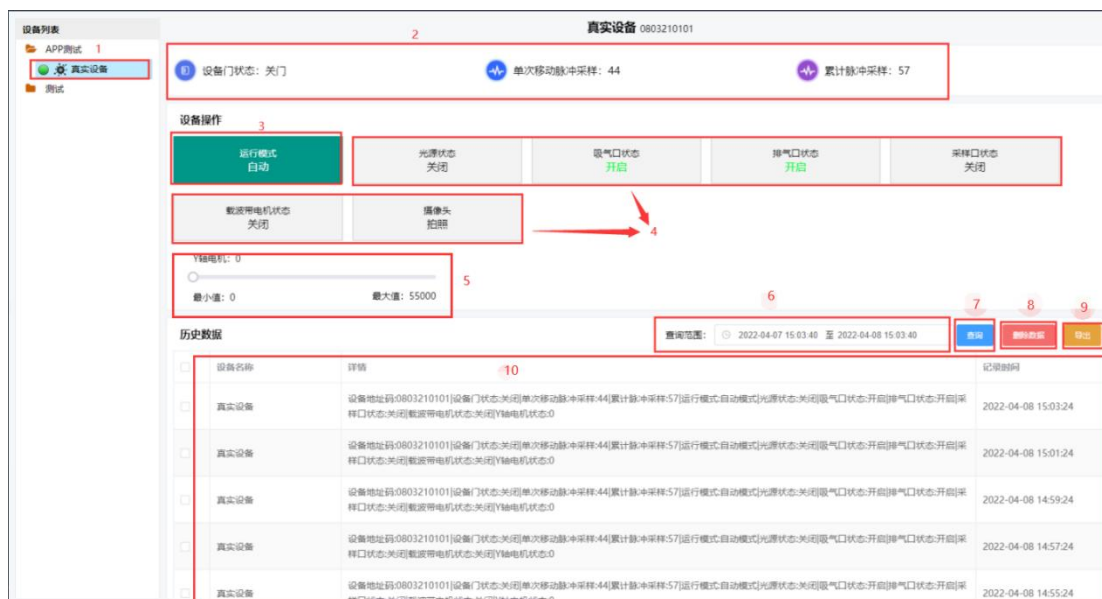 设备列表
真实设备 0803210101
APP测试 1
真实设备
测试
2
设备门状态：关门 单次移动脉冲采样：44 累计脉冲采样：57
设备操作
3
运行模式 光源状态 吸气口状态 排气口状态 采样口状态
自动 关闭 开启 开启 关闭
载波带电机状态 摄像头
关闭 拍照
4
Y轴电机：0
5
最小值：0 最大值：55000
6 7 8 9
历史数据 查询范围： 2022-04-07 15:03:40 至 2022-04-08 15:03:40 查询 删除数据 导出
设备名称 详情 10 记录时间
真实设备 设备地址码:0803210101|设备门状态:关闭|单次移动脉冲采样:44|累计脉冲采样:57|运行模式:自动模式|光源状态:关闭|吸气口状态:开启|排气口状态:开启|采 2022-04-08 15:03:24
样口状态:关闭|载波带电机状态:关闭|Y轴电机状态:0
真实设备 设备地址码:0803210101|设备门状态:关闭|单次移动脉冲采样:44|累计脉冲采样:57|运行模式:自动模式|光源状态:关闭|吸气口状态:开启|排气口状态:开启|采 2022-04-08 15:01:24
样口状态:关闭|载波带电机状态:关闭|Y轴电机状态:0
真实设备 设备地址码:0803210101|设备门状态:关闭|单次移动脉冲采样:44|累计脉冲采样:57|运行模式:自动模式|光源状态:关闭|吸气口状态:开启|排气口状态:开启|采 2022-04-08 14:59:24
样口状态:关闭|载波带电机状态:关闭|Y轴电机状态:0
真实设备 设备地址码:0803210101|设备门状态:关闭|单次移动脉冲采样:44|累计脉冲采样:57|运行模式:自动模式|光源状态:关闭|吸气口状态:开启|排气口状态:开启|采 2022-04-08 14:57:24
样口状态:关闭|载波带电机状态:关闭|Y轴电机状态:0
真实设备 设备地址码:0803210101|设备门状态:关闭|单次移动脉冲采样:44|累计脉冲采样:57|运行模式:自动模式|光源状态:关闭|吸气口状态:开启|排气口状态:开启|采 2022-04-08 14:55:24